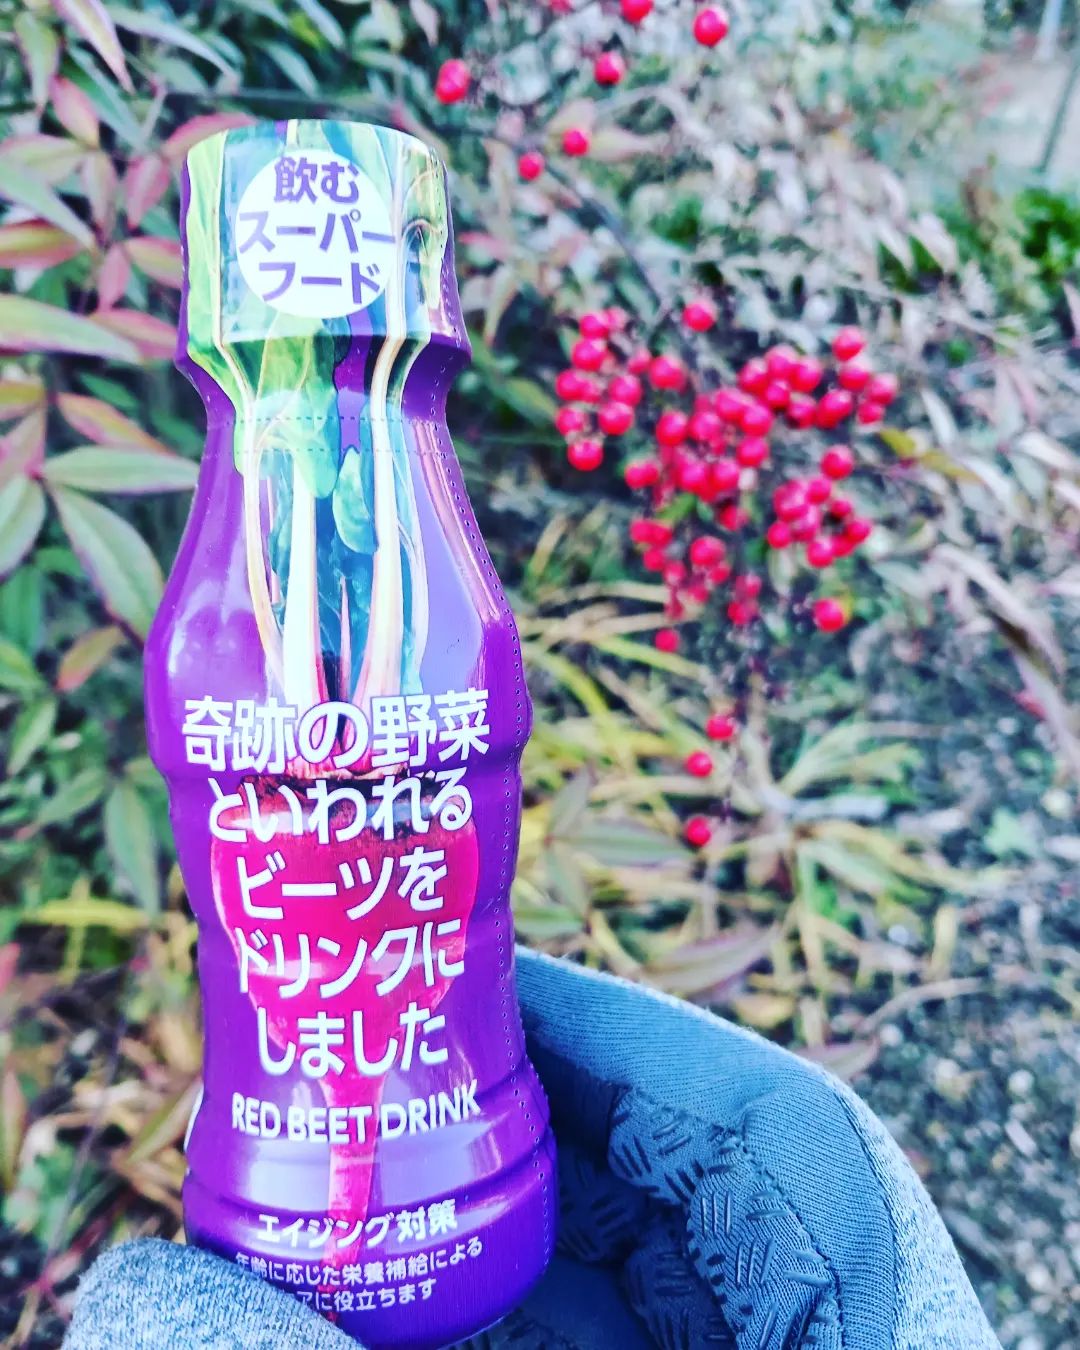 飲む
スーパー
フード
奇跡の野菜
といわれる
ビーツを
ドリンクに
しました
RED BEET DRINK
エイジング対策
年齢に応じた栄養補給による
アに役立ちます